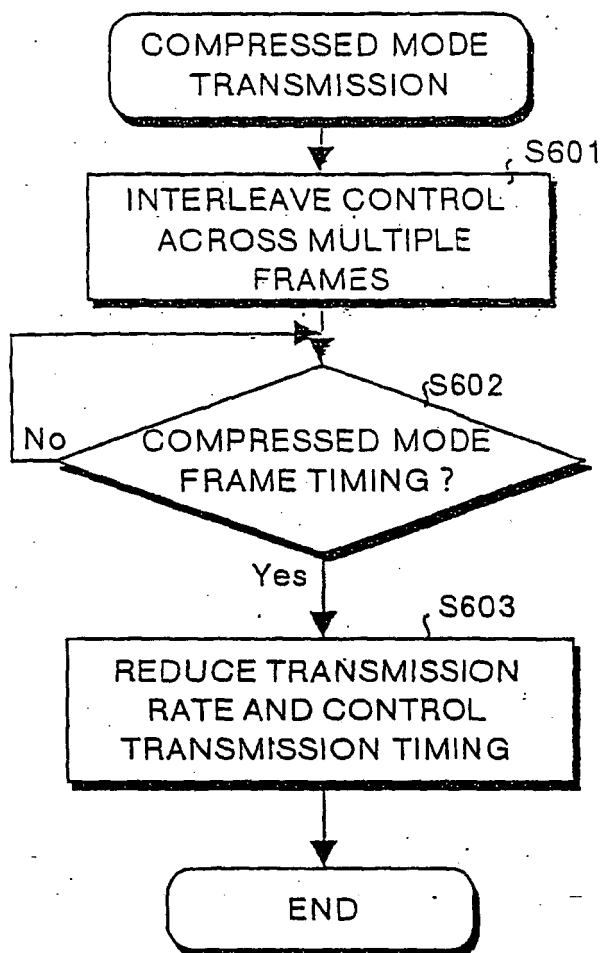 COMPRESSED MODE
TRANSMISSION
S601
INTERLEAVE CONTROL
ACROSS MULTIPLE
FRAMES
S602
No
COMPRESSED MODE
FRAME TIMING ?
Yes
S603
REDUCE TRANSMISSION
RATE AND CONTROL
TRANSMISSION TIMING
END